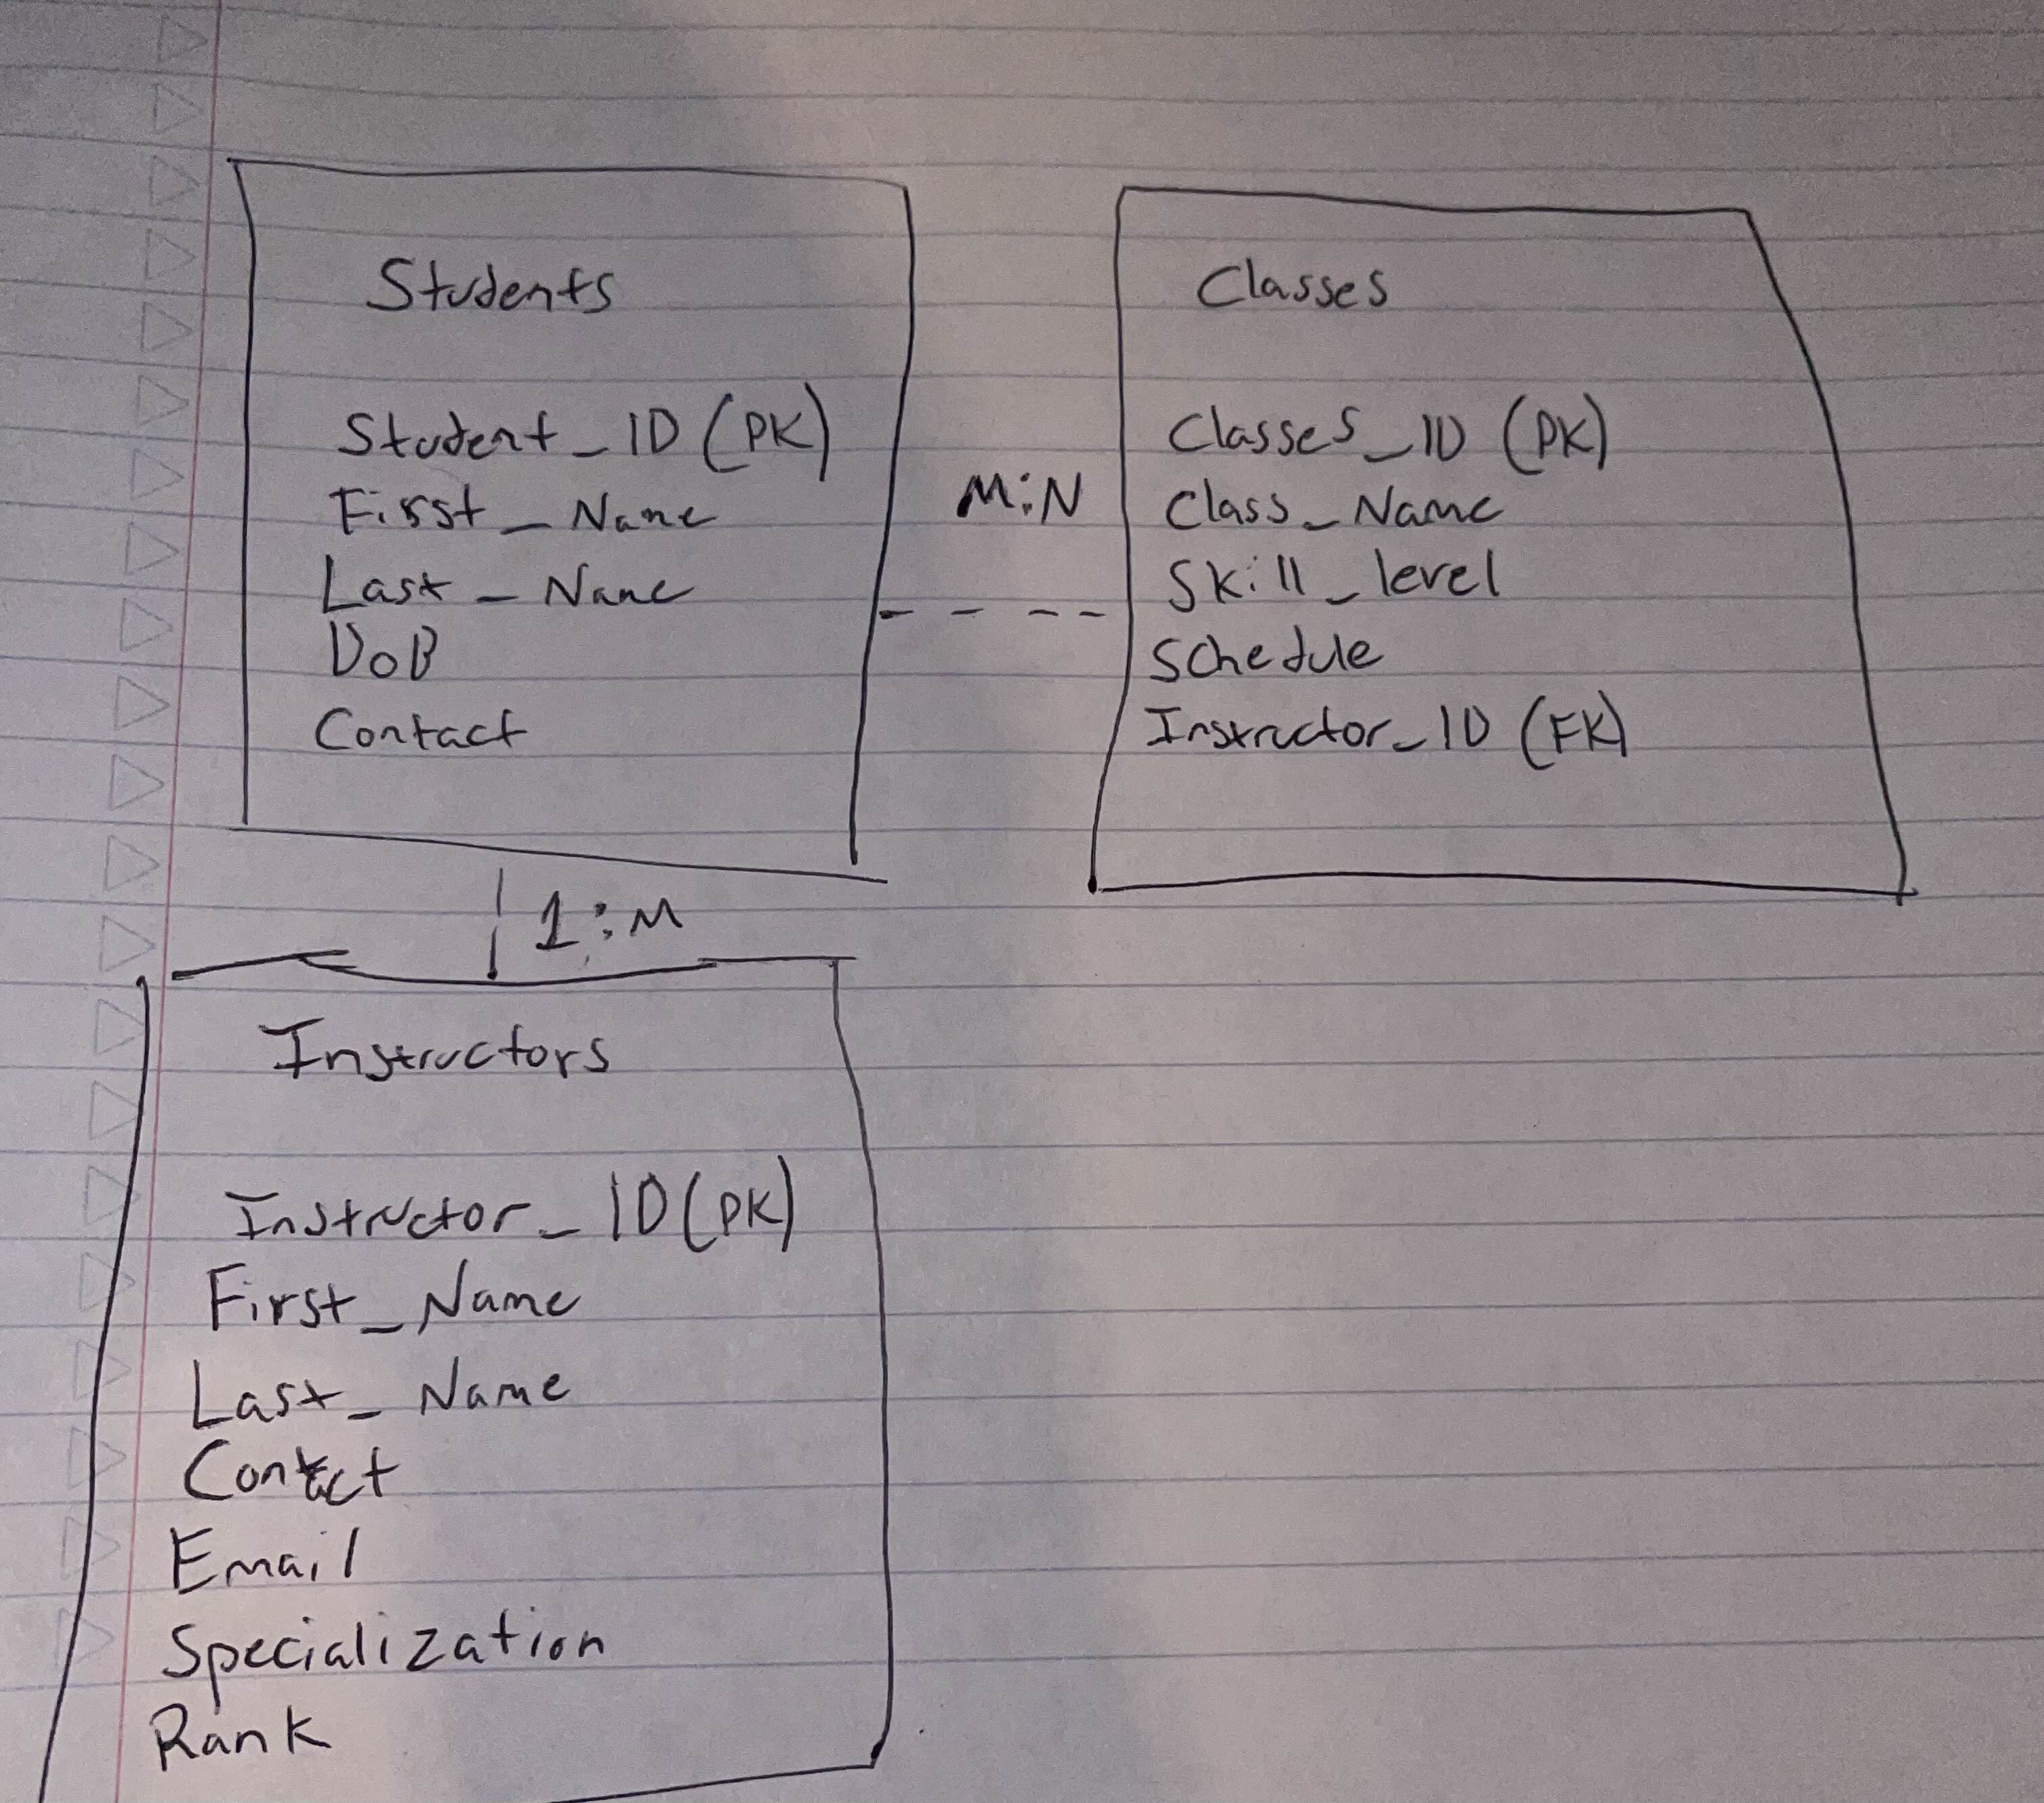 Students
Student_ID (PK)
First_Name
Last_Name
DoB
Contact
M:N
Classes
Classes_ID (PK)
Class_Name
Skill_level
Schedule
Instructor_ID (FK)
1:M
Instructors
Instructor_ID (PK)
First_Name
Last_Name
Contact
Email
Specialization
Rank